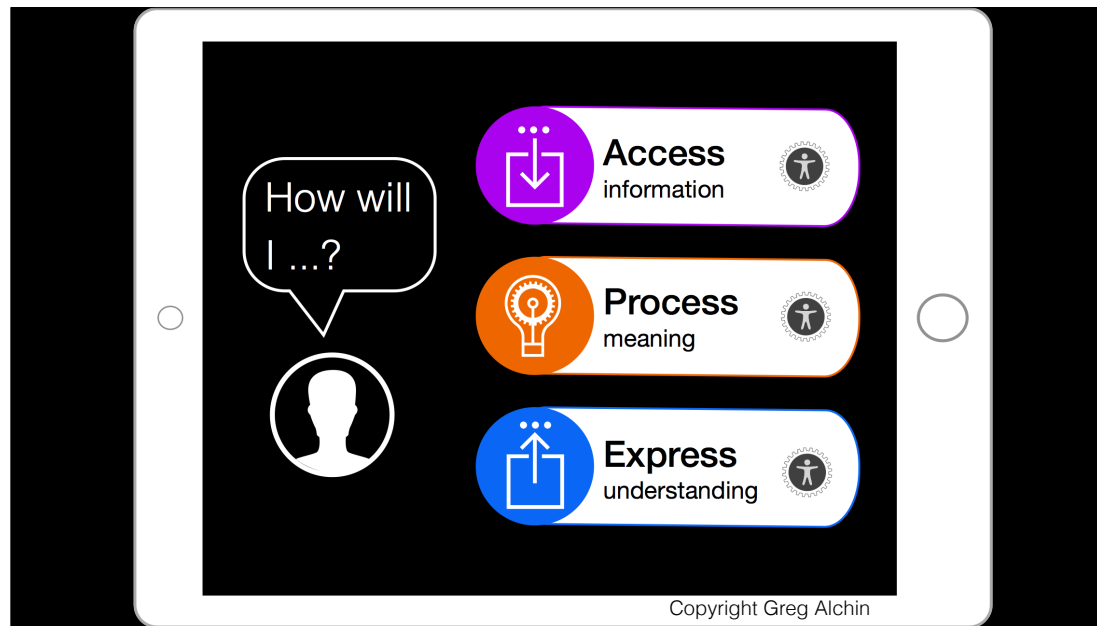 How will
I ...?
Access
information
Process
meaning
Express
understanding
Copyright Greg Alchin